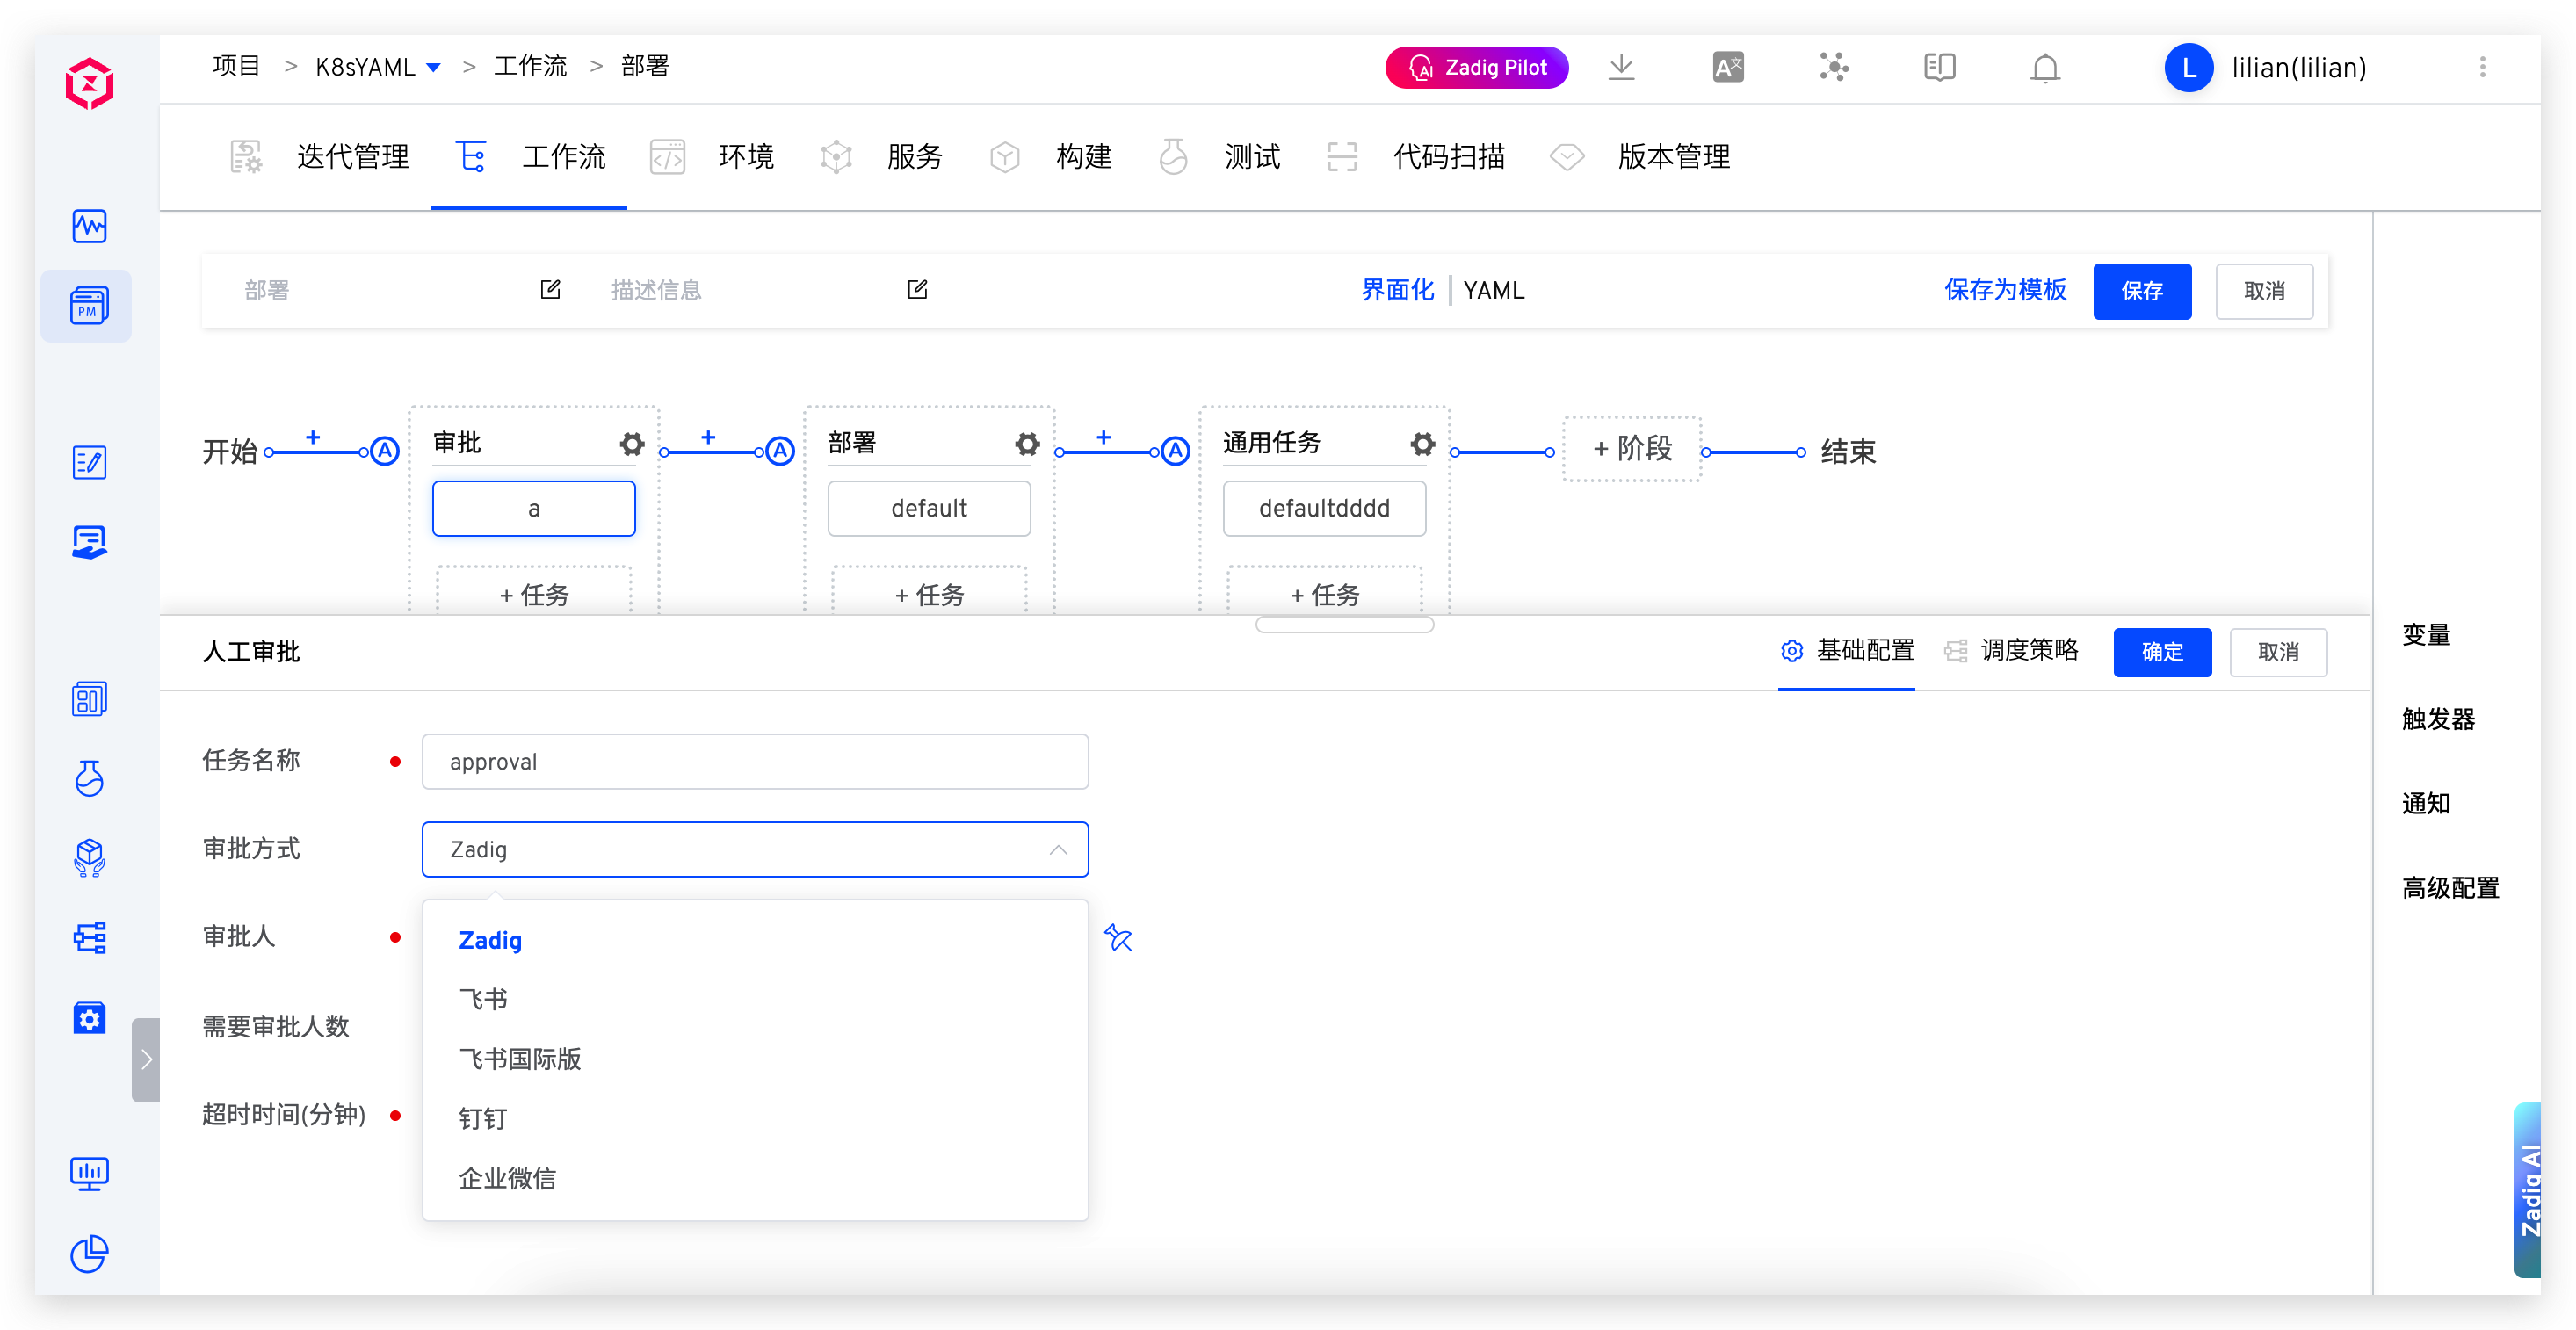 项目 > K8sYAML > 工作流 > 部署
AI Zadig Pilot
A文
L lilian(lilian)
迭代管理 工作流 环境 服务 构建 测试 代码扫描 版本管理
PM
部署 描述信息 界面化 | YAML 保存为模板 保存 取消
开始 + A 审批 + A 部署 + A 通用任务 + 阶段 结束
a default defaultdddd
+ 任务 + 任务 + 任务
人工审批 基础配置 调度策略 确定 取消
任务名称 approval
审批方式 Zadig
审批人
需要审批人数
超时时间(分钟)
Zadig
飞书
飞书国际版
钉钉
企业微信
变量
触发器
通知
高级配置
Zadig AI